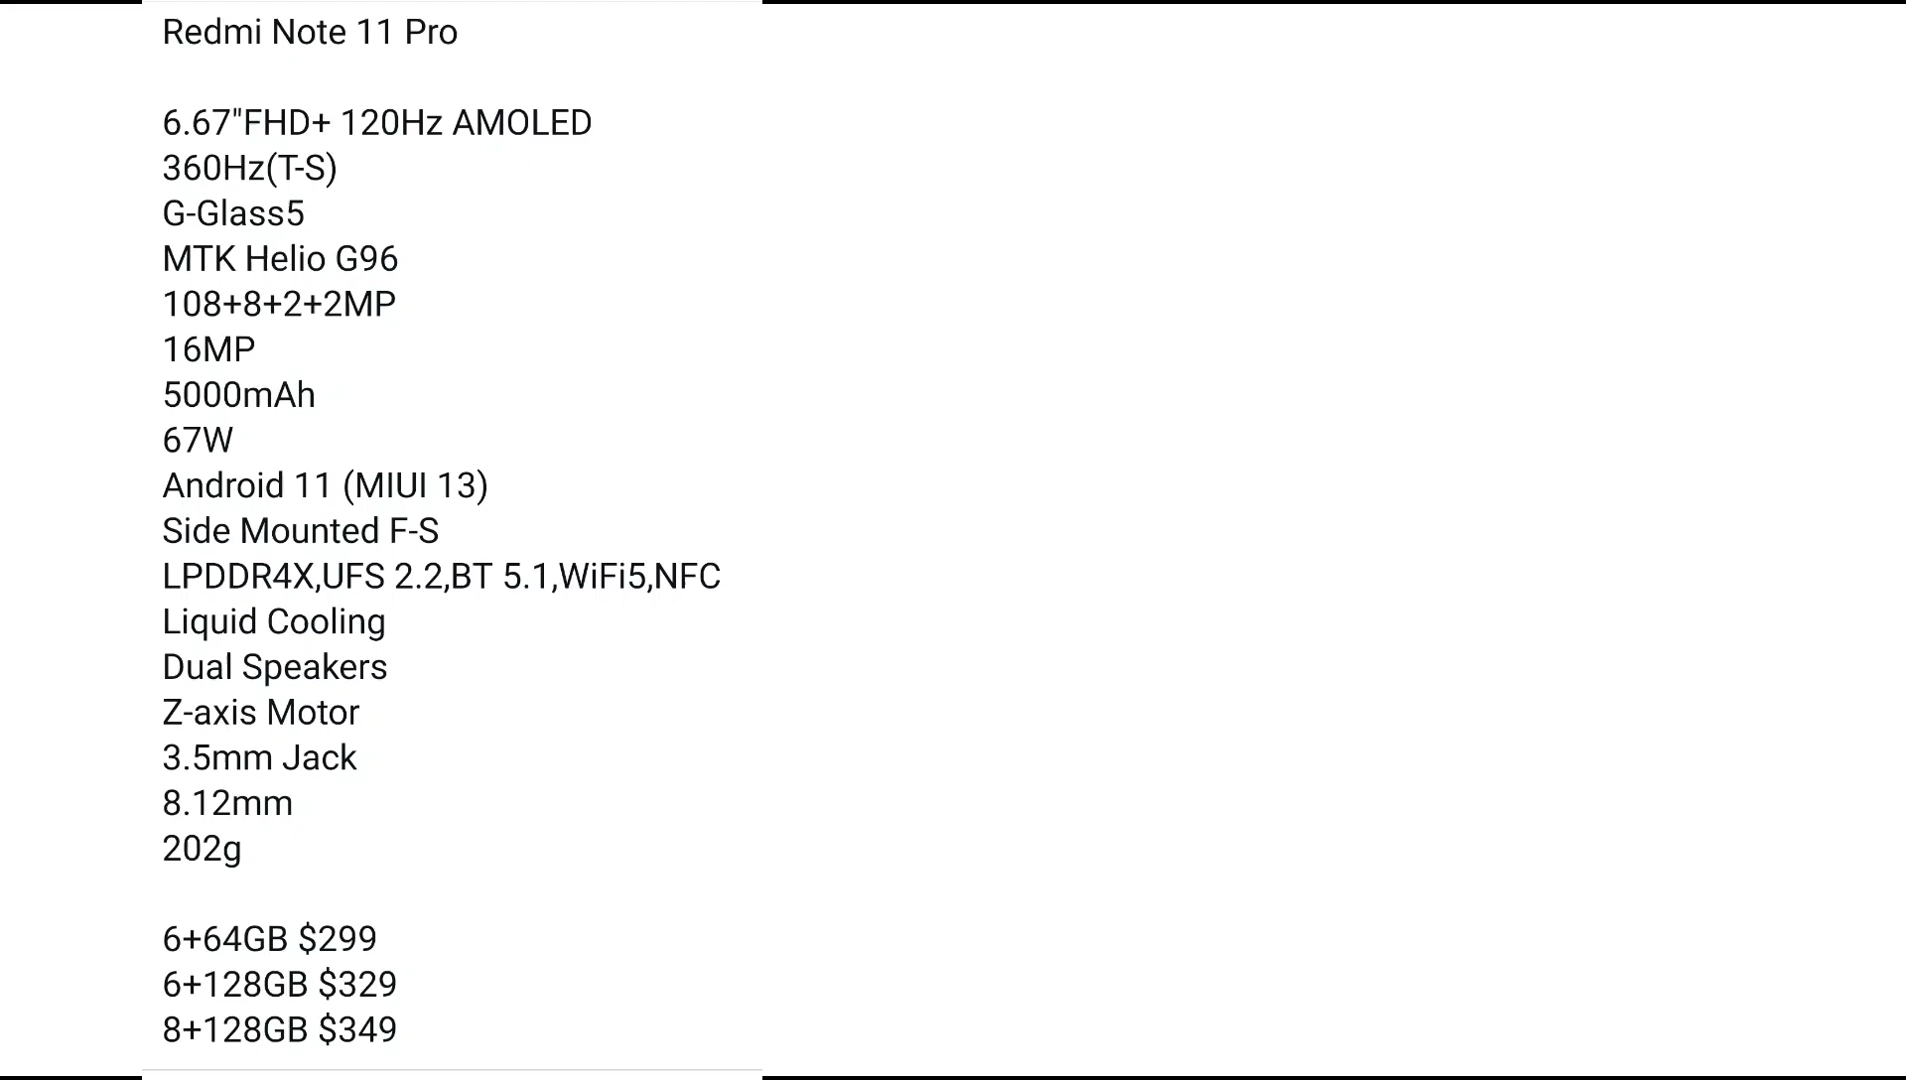 Redmi Note 11 Pro
6.67"FHD+ 120Hz AMOLED
360Hz(T-S)
G-Glass5
MTK Helio G96
108+8+2+2MP
16MP
5000mAh
67W
Android 11 (MIUI 13)
Side Mounted F-S
LPDDR4X,UFS 2.2,BT 5.1,WiFi5,NFC
Liquid Cooling
Dual Speakers
Z-axis Motor
3.5mm Jack
8.12mm
202g
6+64GB $299
6+128GB $329
8+128GB $349